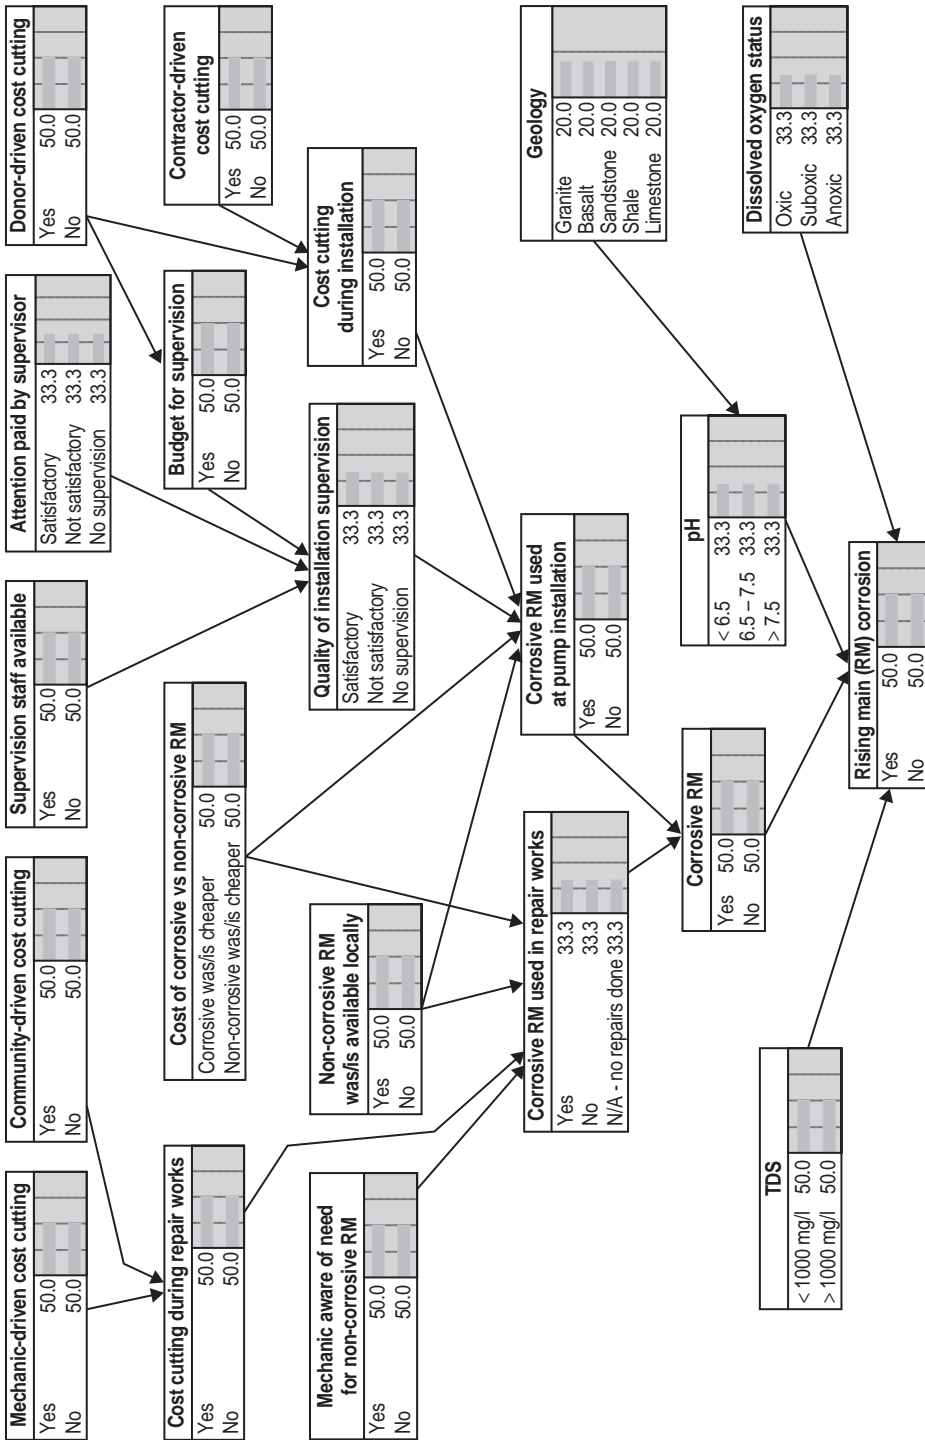 Mechanic-driven cost cutting
Yes 50.0
No 50.0
Community-driven cost cutting
Yes 50.0
No 50.0
Supervision staff available
Yes 50.0
No 50.0
Attention paid by supervisor
Satisfactory 33.3
Not satisfactory 33.3
No supervision 33.3
Donor-driven cost cutting
Yes 50.0
No 50.0
Cost cutting during repair works
Yes 50.0
No 50.0
Cost of corrosive vs non-corrosive RM
Corrosive was/is cheaper 50.0
Non-corrosive was/is cheaper 50.0
Budget for supervision
Yes 50.0
No 50.0
Contractor-driven
cost cutting
Yes 50.0
No 50.0
Mechanic aware of need
for non-corrosive RM
Yes 50.0
No 50.0
Non-corrosive RM
was/is available locally
Yes 50.0
No 50.0
Quality of installation supervision
Satisfactory 33.3
Not satisfactory 33.3
No supervision 33.3
Cost cutting
during installation
Yes 50.0
No 50.0
Corrosive RM used in repair works
Yes 33.3
No 33.3
N/A - no repairs done 33.3
Corrosive RM used
at pump installation
Yes 50.0
No 50.0
Geology
Granite 20.0
Basalt 20.0
Sandstone 20.0
Shale 20.0
Limestone 20.0
Corrosive RM
Yes 50.0
No 50.0
pH
< 6.5 33.3
6.5 – 7.5 33.3
> 7.5 33.3
TDS
< 1000 mg/l 50.0
> 1000 mg/l 50.0
Rising main (RM) corrosion
Yes 50.0
No 50.0
Dissolved oxygen status
Oxic 33.3
Suboxic 33.3
Anoxic 33.3